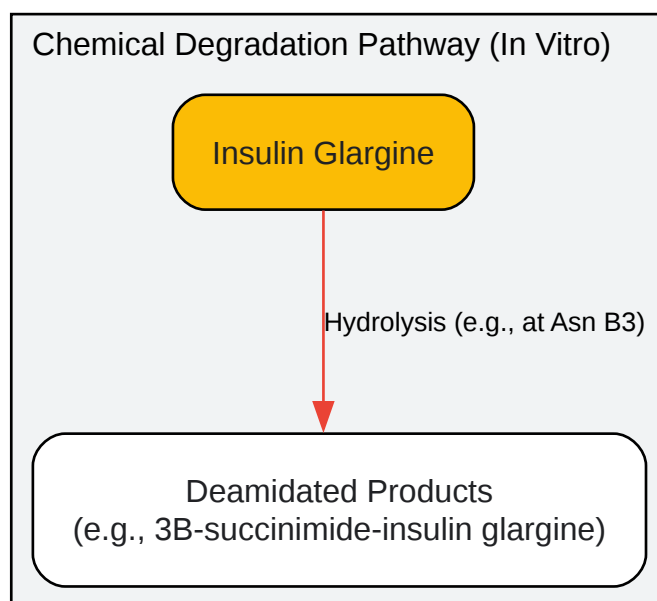 Chemical Degradation Pathway (In Vitro)
Insulin Glargine
Hydrolysis (e.g., at Asn B3)
Deamidated Products
(e.g., 3B-succinimide-insulin glargine)